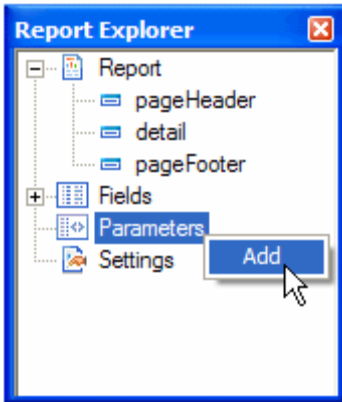 Report Explorer
Report
pageHeader
detail
pageFooter
Fields
Parameters
Add
Settings